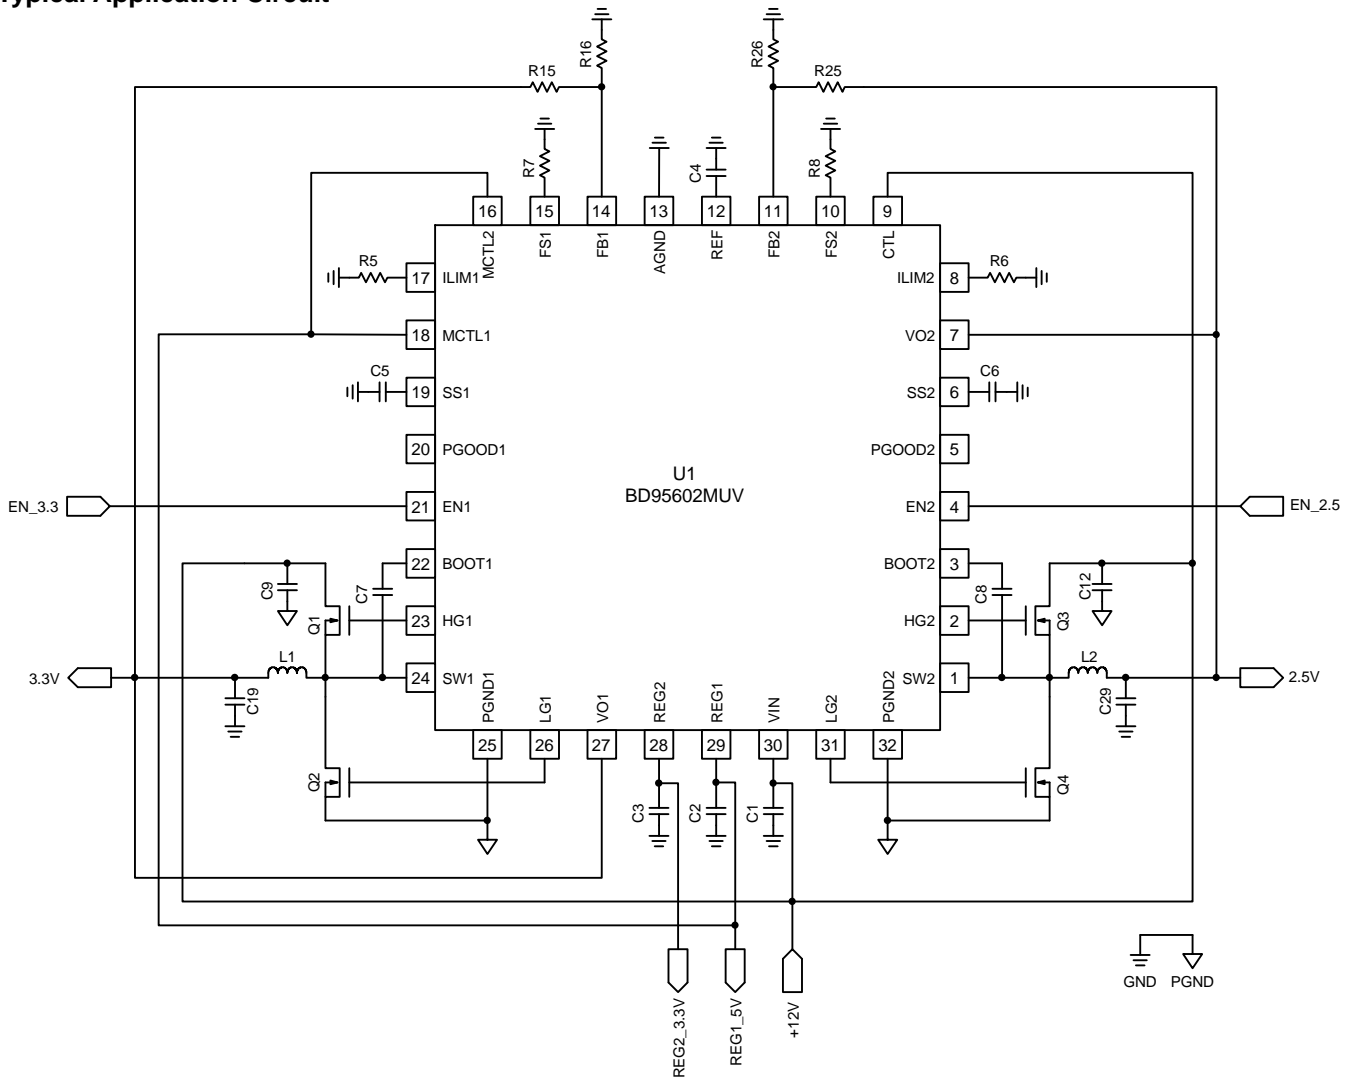 Typical Application Circuit
R16
R26
R15
R25
R7
C4
R8
16
15
14
13
12
11
10
9
MCTL2
FS1
FB1
AGND
REF
FB2
FS2
CTL
R5
17
ILIM1
ILIM2
8
R6
18
MCTL1
VO2
7
C5
19
SS1
SS2
6
C6
20
PGOOD1
PGOOD2
5
U1
BD95602MUV
EN_3.3
21
EN1
EN2
4
EN_2.5
22
BOOT1
BOOT2
3
C9
C7
C8
C12
Q1
23
HG1
HG2
2
Q3
3.3V
L1
24
SW1
SW2
1
L2
2.5V
C19
C29
PGND1
LG1
VO1
REG2
REG1
VIN
LG2
PGND2
25
26
27
28
29
30
31
32
Q2
Q4
C3
C2
C1
REG2_3.3V
REG1_5V
+12V
GND
PGND